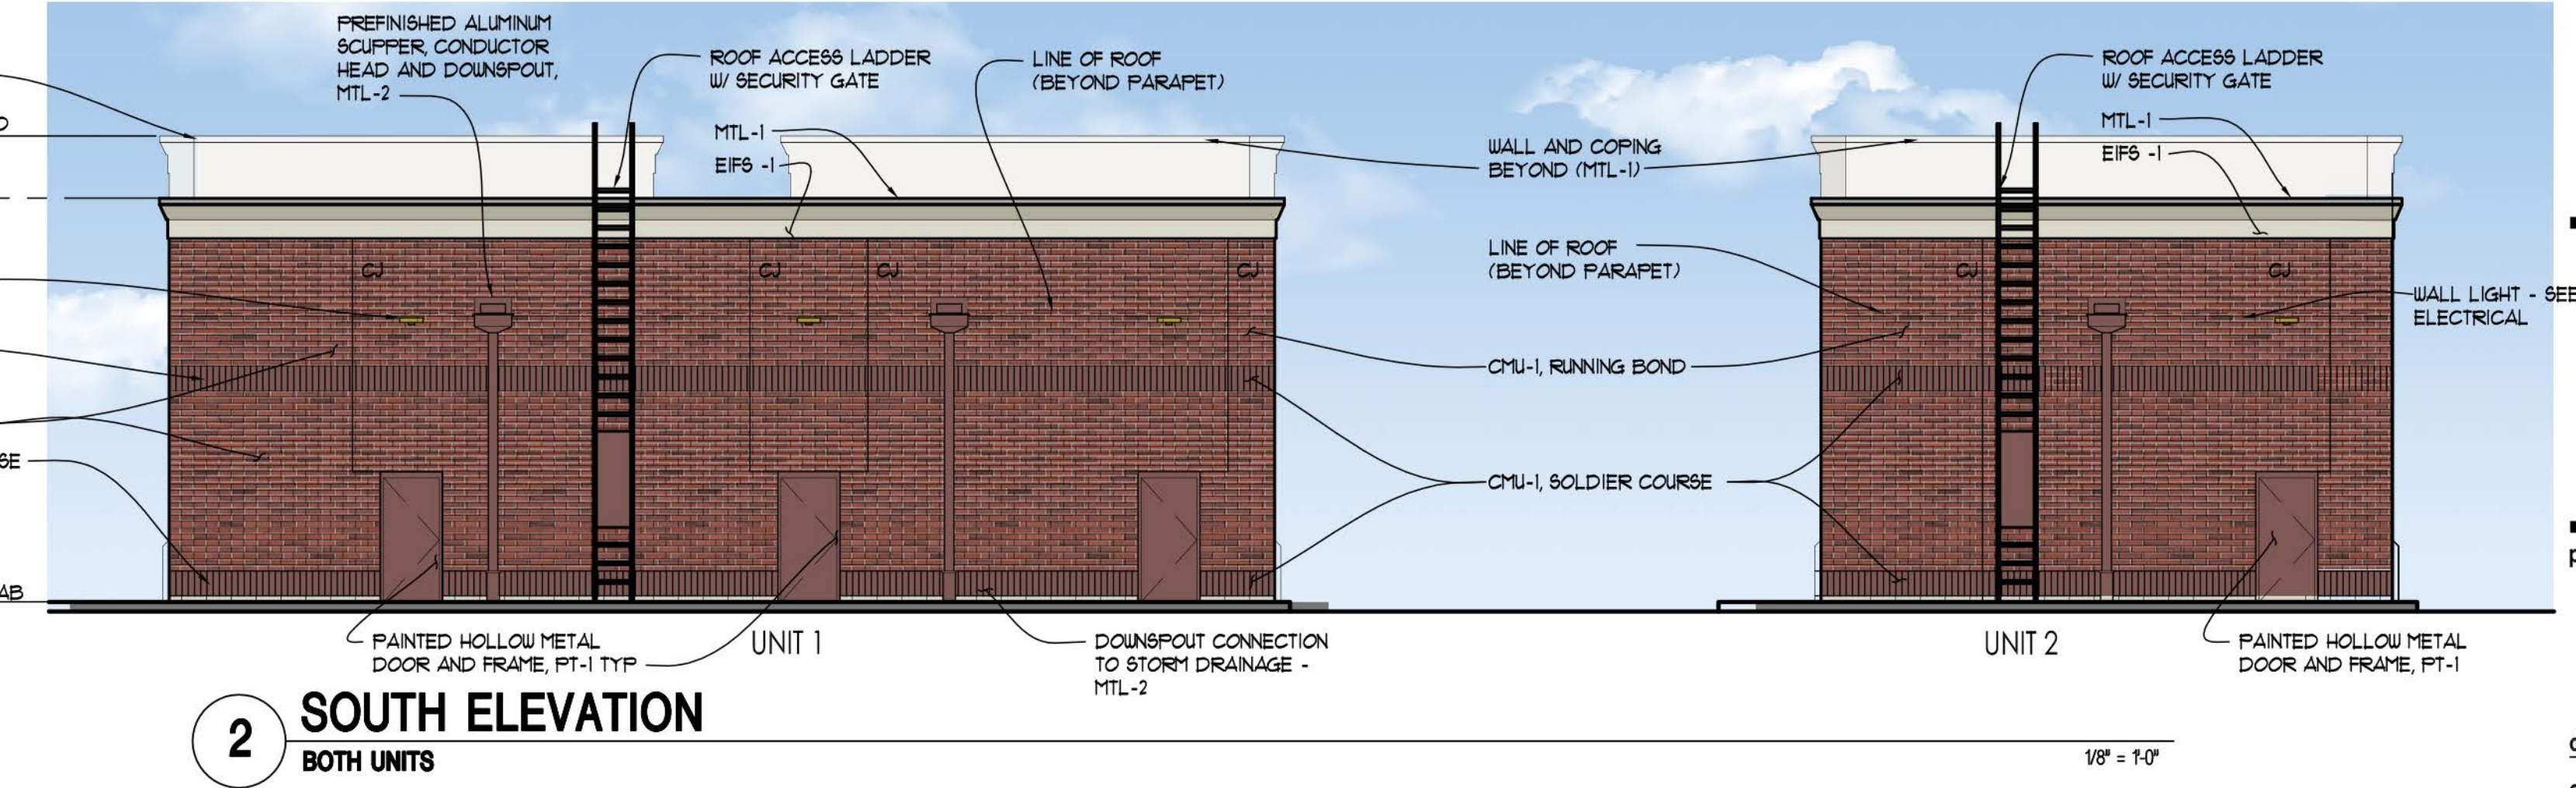 PREFINISHED ALUMINUM
SCUPPER, CONDUCTOR
HEAD AND DOWNSPOUT,
MTL-2
ROOF ACCESS LADDER
W/ SECURITY GATE
LINE OF ROOF
(BEYOND PARAPET)
MTL-1
EIFS -1
WALL AND COPING
BEYOND (MTL-1)
ROOF ACCESS LADDER
W/ SECURITY GATE
MTL-1
EIFS -1
LINE OF ROOF
(BEYOND PARAPET)
CJ
CJ
CJ
CJ
CJ
CJ
WALL LIGHT - SEE
ELECTRICAL
CMU-1, RUNNING BOND
SE
CMU-1, SOLDIER COURSE
AB
PAINTED HOLLOW METAL
DOOR AND FRAME, PT-1 TYP
UNIT 1
DOWNSPOUT CONNECTION
TO STORM DRAINAGE -
MTL-2
UNIT 2
PAINTED HOLLOW METAL
DOOR AND FRAME, PT-1
2
SOUTH ELEVATION
BOTH UNITS
1/8" = 1'-0"